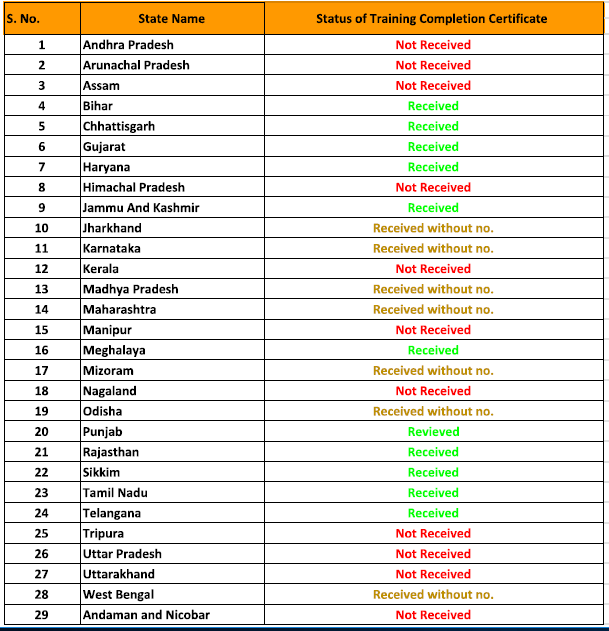 S. No. State Name Status of Training Completion Certificate
1 Andhra Pradesh Not Received
2 Arunachal Pradesh Not Received
3 Assam Not Received
4 Bihar Received
5 Chhattisgarh Received
6 Gujarat Received
7 Haryana Received
8 Himachal Pradesh Not Received
9 Jammu And Kashmir Received
10 Jharkhand Received without no.
11 Karnataka Received without no.
12 Kerala Not Received
13 Madhya Pradesh Received without no.
14 Maharashtra Received without no.
15 Manipur Not Received
16 Meghalaya Received
17 Mizoram Received without no.
18 Nagaland Not Received
19 Odisha Received without no.
20 Punjab Revieved
21 Rajasthan Received
22 Sikkim Received
23 Tamil Nadu Received
24 Telangana Received
25 Tripura Not Received
26 Uttar Pradesh Not Received
27 Uttarakhand Not Received
28 West Bengal Received without no.
29 Andaman and Nicobar Not Received